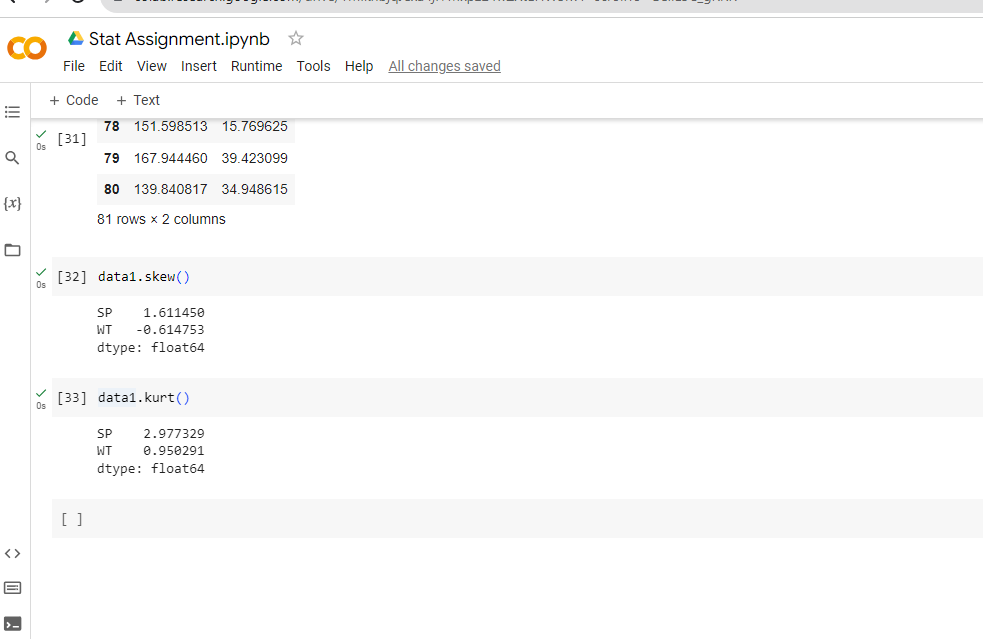 Stat Assignment.ipynb
File Edit View Insert Runtime Tools Help All changes saved
+ Code + Text
0s [31] 78 151.598513 15.769625
79 167.944460 39.423099
80 139.840817 34.948615
81 rows × 2 columns
0s [32] data1.skew()
SP 1.611450
WT -0.614753
dtype: float64
0s [33] data1.kurt()
SP 2.977329
WT 0.950291
dtype: float64
[ ]